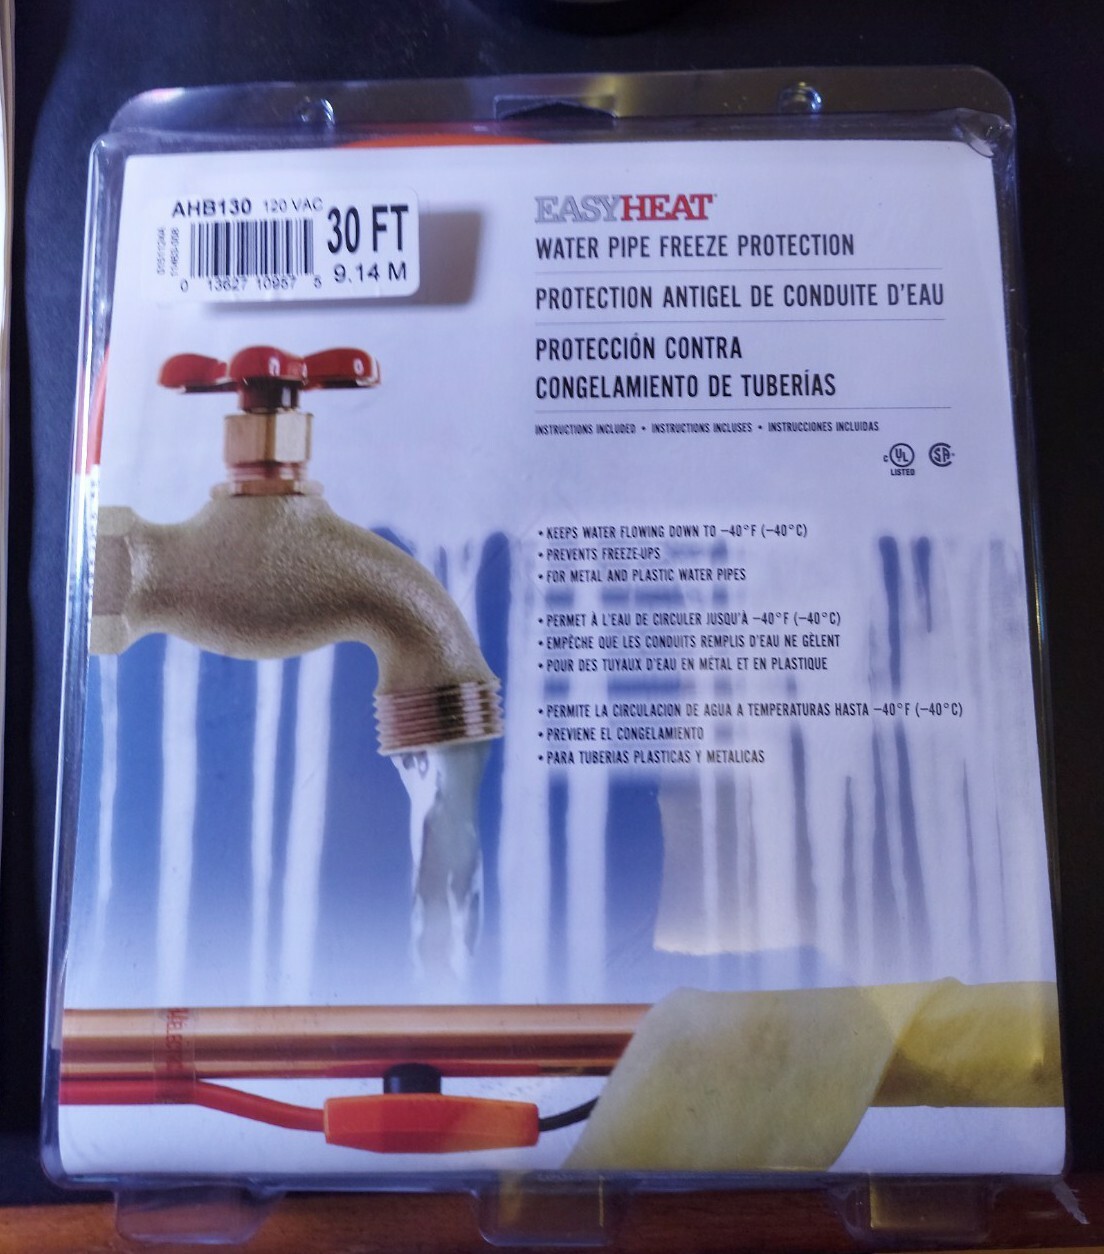 AHB130 120 VAC
30 FT
9.14 M
0 13627 10957 5
EASYHEAT
WATER PIPE FREEZE PROTECTION
PROTECTION ANTIGEL DE CONDUITE D'EAU
PROTECCIÓN CONTRA
CONGELAMIENTO DE TUBERÍAS
INSTRUCTIONS INCLUDED • INSTRUCTIONS INCLUSES • INSTRUCCIONES INCLUIDAS
c UL
LISTED
• KEEPS WATER FLOWING DOWN TO –40°F (–40°C)
• PREVENTS FREEZE-UPS
• FOR METAL AND PLASTIC WATER PIPES
• PERMET À L'EAU DE CIRCULER JUSQU'À –40°F (–40°C)
• EMPÊCHE QUE LES CONDUITS REMPLIS D'EAU NE GÈLENT
• POUR DES TUYAUX D'EAU EN MÉTAL ET EN PLASTIQUE
• PERMITE LA CIRCULACION DE AGUA A TEMPERATURAS HASTA –40°F (–40°C)
• PREVIENE EL CONGELAMIENTO
• PARA TUBERIAS PLASTICAS Y METALICAS